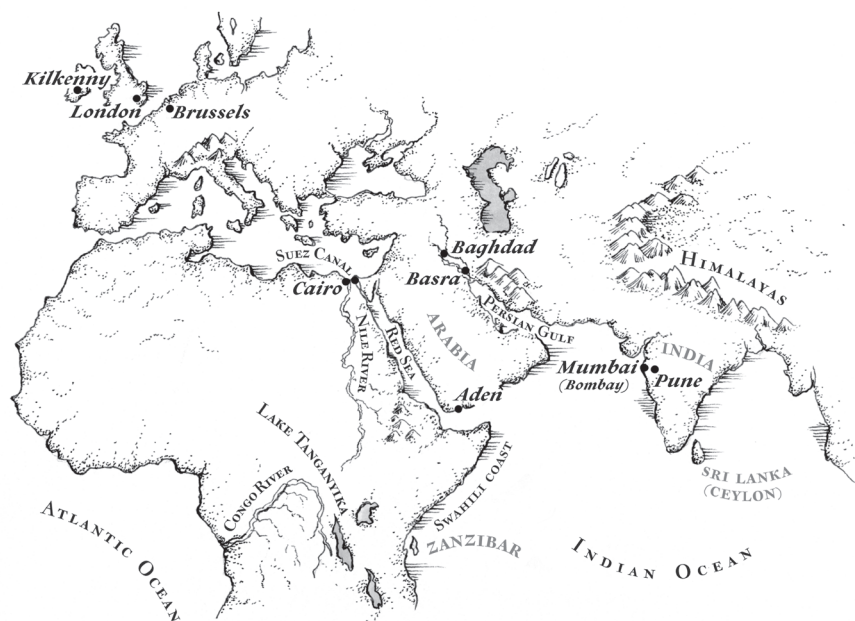 Kilkenny
London
Brussels
Suez Canal
Cairo
Baghdad
Basra
Himalayas
Persian Gulf
Arabia
Nile River
Red Sea
India
Mumbai
(Bombay)
Pune
Aden
Lake Tanganyika
Congo River
Swahili coast
Sri Lanka
(Ceylon)
Zanzibar
Atlantic Ocean
Indian Ocean